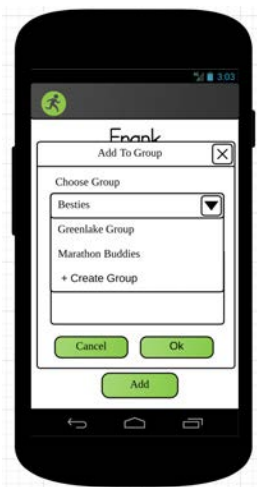 3:03
Frank
Add To Group
Choose Group
Besties
Greenlake Group
Marathon Buddies
+ Create Group
Cancel
Ok
Add